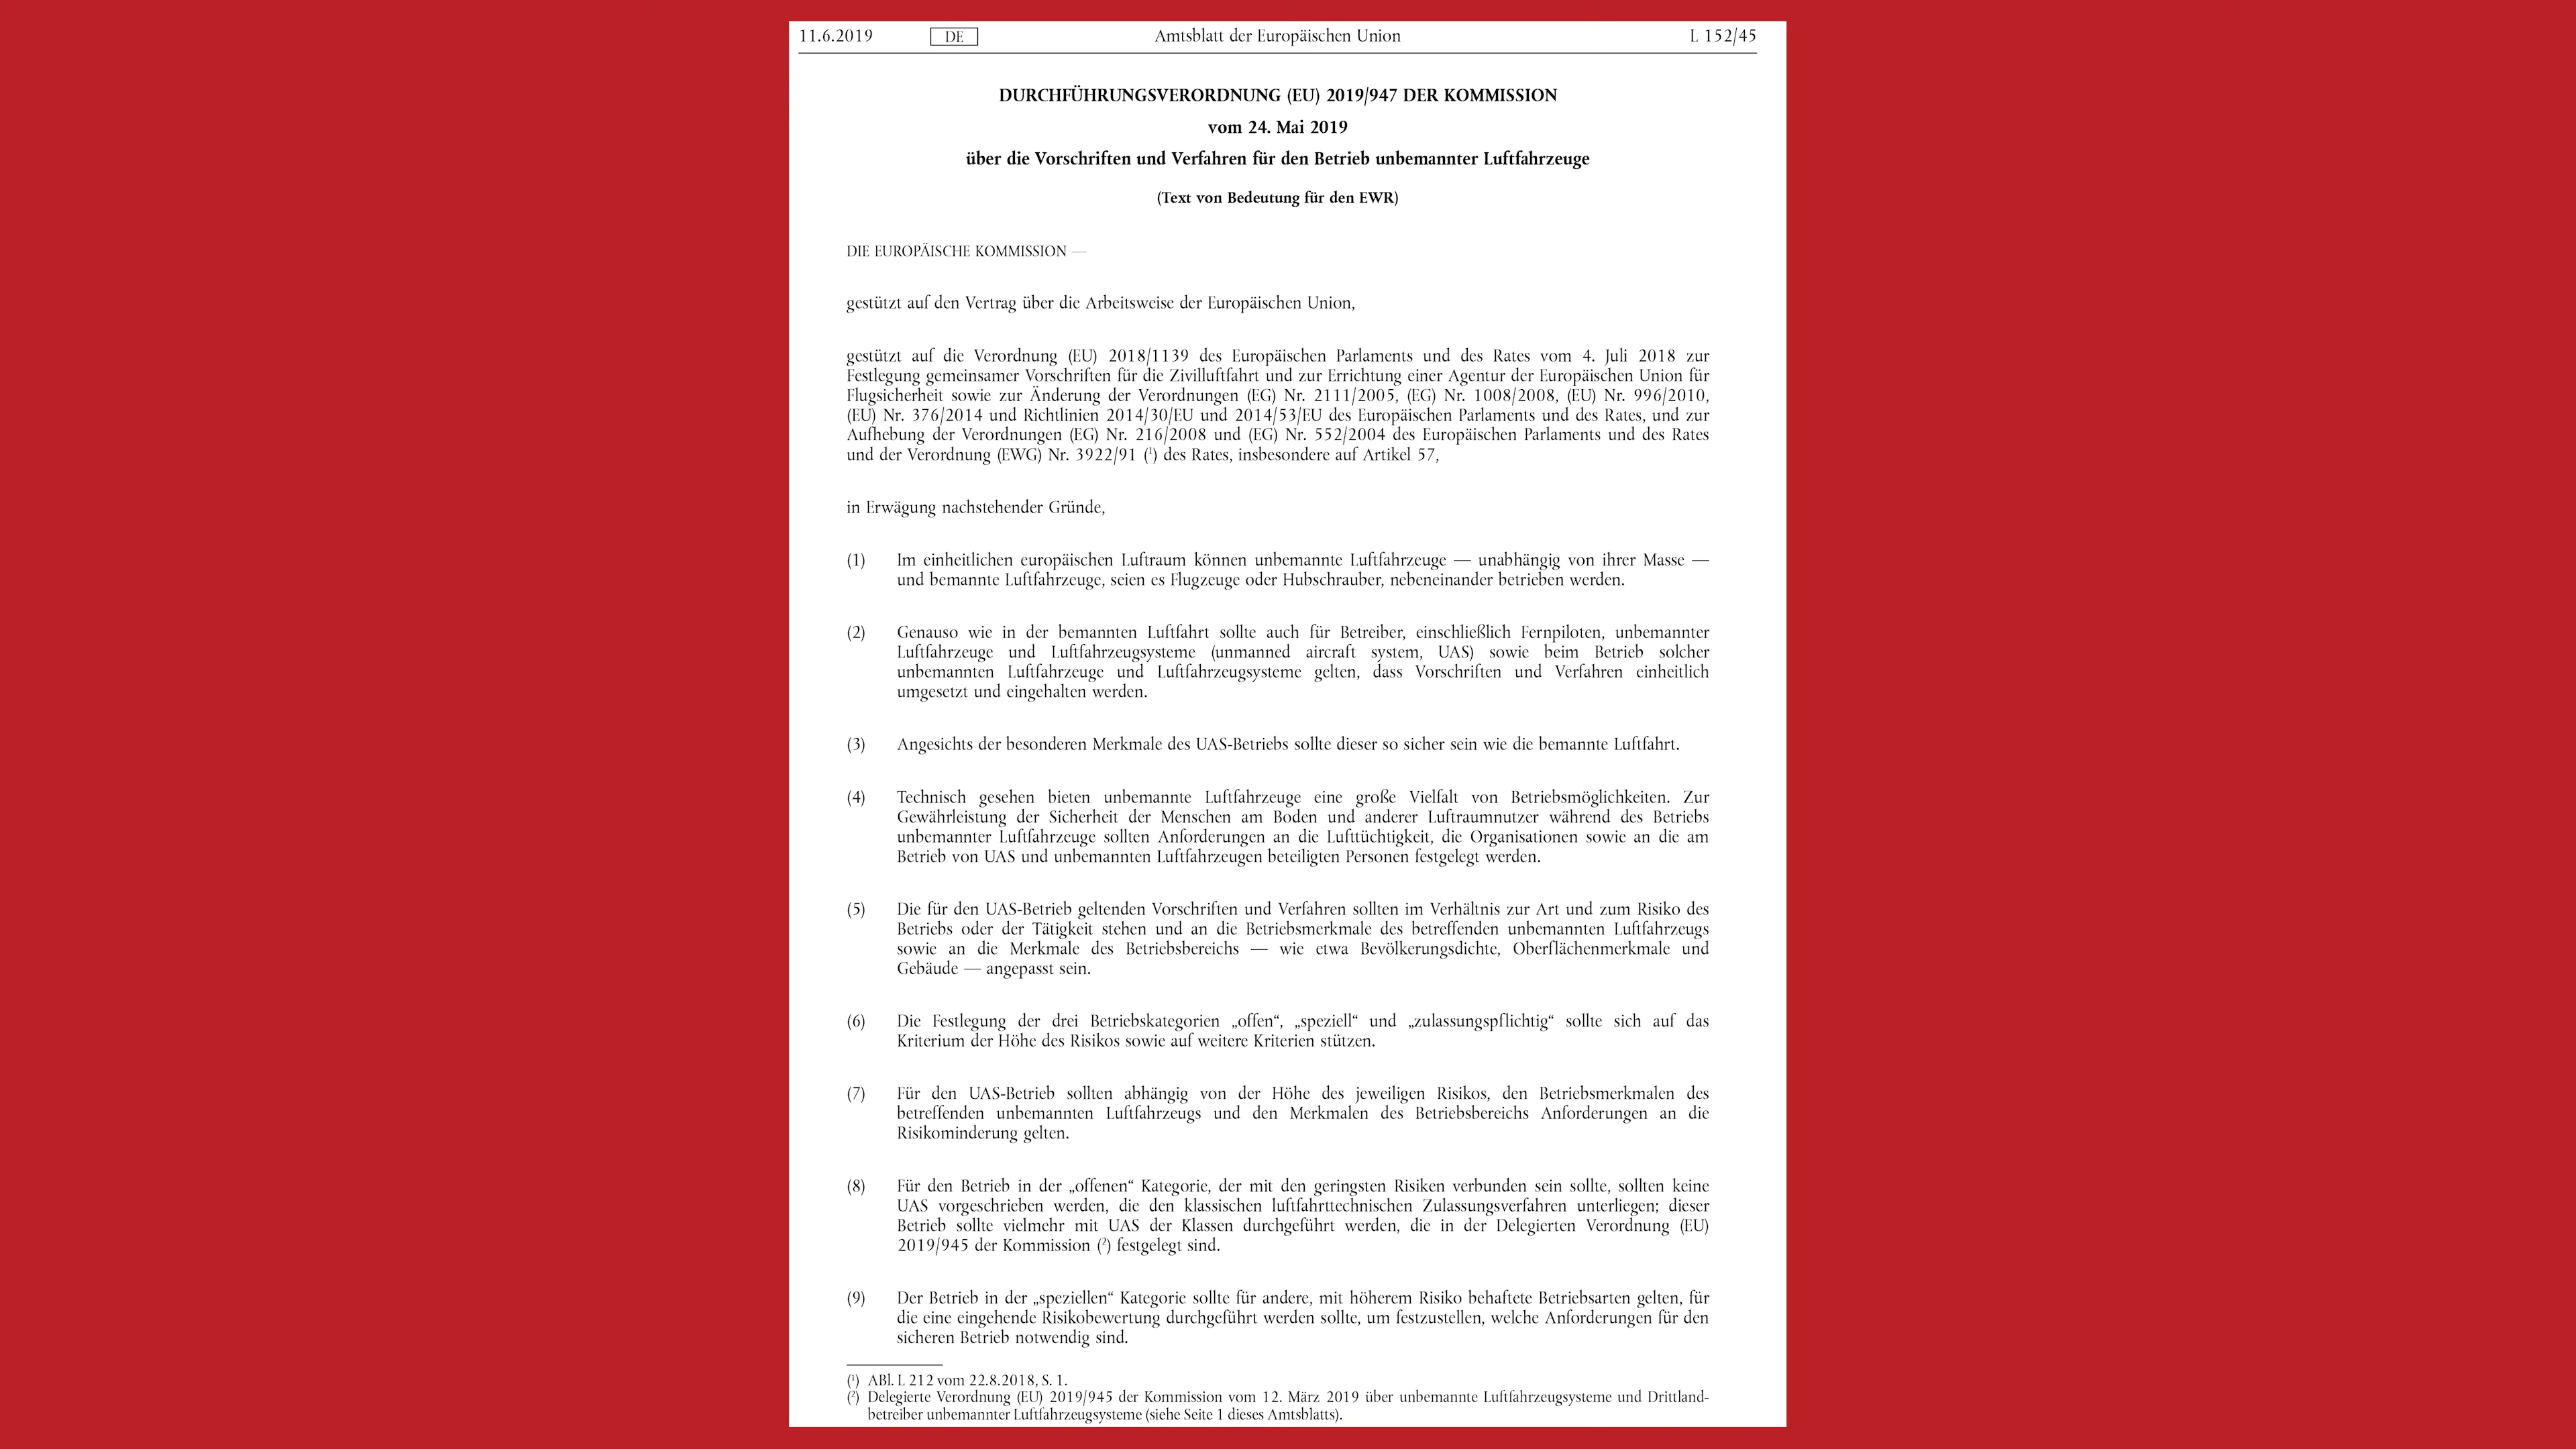 11.6.2019 DE Amtsblatt der Europäischen Union L 152/45
DURCHFÜHRUNGSVERORDNUNG (EU) 2019/947 DER KOMMISSION
vom 24. Mai 2019
über die Vorschriften und Verfahren für den Betrieb unbemannter Luftfahrzeuge
(Text von Bedeutung für den EWR)
DIE EUROPÄISCHE KOMMISSION —
gestützt auf den Vertrag über die Arbeitsweise der Europäischen Union,
gestützt auf die Verordnung (EU) 2018/1139 des Europäischen Parlaments und des Rates vom 4. Juli 2018 zur
Festlegung gemeinsamer Vorschriften für die Zivilluftfahrt und zur Errichtung einer Agentur der Europäischen Union für
Flugsicherheit sowie zur Änderung der Verordnungen (EG) Nr. 2111/2005, (EG) Nr. 1008/2008, (EU) Nr. 996/2010,
(EU) Nr. 376/2014 und Richtlinien 2014/30/EU und 2014/53/EU des Europäischen Parlaments und des Rates, und zur
Aufhebung der Verordnungen (EG) Nr. 216/2008 und (EG) Nr. 552/2004 des Europäischen Parlaments und des Rates
und der Verordnung (EWG) Nr. 3922/91 (¹) des Rates, insbesondere auf Artikel 57,
in Erwägung nachstehender Gründe,
(1) Im einheitlichen europäischen Luftraum können unbemannte Luftfahrzeuge — unabhängig von ihrer Masse —
und bemannte Luftfahrzeuge, seien es Flugzeuge oder Hubschrauber, nebeneinander betrieben werden.
(2) Genauso wie in der bemannten Luftfahrt sollte auch für Betreiber, einschließlich Fernpiloten, unbemannter
Luftfahrzeuge und Luftfahrzeugsysteme (unmanned aircraft system, UAS) sowie beim Betrieb solcher
unbemannten Luftfahrzeuge und Luftfahrzeugsysteme gelten, dass Vorschriften und Verfahren einheitlich
umgesetzt und eingehalten werden.
(3) Angesichts der besonderen Merkmale des UAS-Betriebs sollte dieser so sicher sein wie die bemannte Luftfahrt.
(4) Technisch gesehen bieten unbemannte Luftfahrzeuge eine große Vielfalt von Betriebsmöglichkeiten. Zur
Gewährleistung der Sicherheit der Menschen am Boden und anderer Luftraumnutzer während des Betriebs
unbemannter Luftfahrzeuge sollten Anforderungen an die Lufttüchtigkeit, die Organisationen sowie an die am
Betrieb von UAS und unbemannten Luftfahrzeugen beteiligten Personen festgelegt werden.
(5) Die für den UAS-Betrieb geltenden Vorschriften und Verfahren sollten im Verhältnis zur Art und zum Risiko des
Betriebs oder der Tätigkeit stehen und an die Betriebsmerkmale des betreffenden unbemannten Luftfahrzeugs
sowie an die Merkmale des Betriebsbereichs — wie etwa Bevölkerungsdichte, Oberflächenmerkmale und
Gebäude — angepasst sein.
(6) Die Festlegung der drei Betriebskategorien „offen“, „speziell“ und „zulassungspflichtig“ sollte sich auf das
Kriterium der Höhe des Risikos sowie auf weitere Kriterien stützen.
(7) Für den UAS-Betrieb sollten abhängig von der Höhe des jeweiligen Risikos, den Betriebsmerkmalen des
betreffenden unbemannten Luftfahrzeugs und den Merkmalen des Betriebsbereichs Anforderungen an die
Risikominderung gelten.
(8) Für den Betrieb in der „offenen“ Kategorie, der mit den geringsten Risiken verbunden sein sollte, sollten keine
UAS vorgeschrieben werden, die den klassischen luftfahrttechnischen Zulassungsverfahren unterliegen; dieser
Betrieb sollte vielmehr mit UAS der Klassen durchgeführt werden, die in der Delegierten Verordnung (EU)
2019/945 der Kommission (²) festgelegt sind.
(9) Der Betrieb in der „speziellen“ Kategorie sollte für andere, mit höherem Risiko behaftete Betriebsarten gelten, für
die eine eingehende Risikobewertung durchgeführt werden sollte, um festzustellen, welche Anforderungen für den
sicheren Betrieb notwendig sind.
(¹) ABl. L 212 vom 22.8.2018, S. 1.
(²) Delegierte Verordnung (EU) 2019/945 der Kommission vom 12. März 2019 über unbemannte Luftfahrzeugsysteme und Drittland-
betreiber unbemannter Luftfahrzeugsysteme (siehe Seite 1 dieses Amtsblatts).